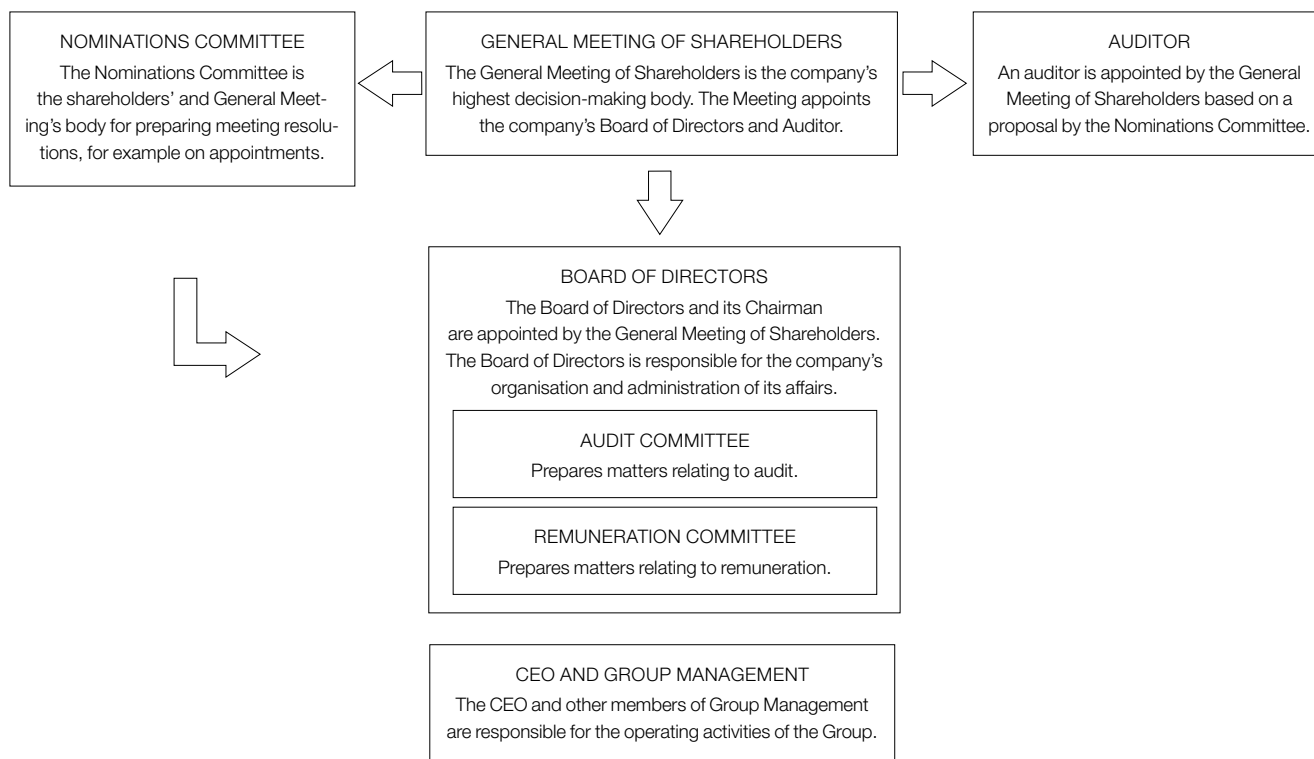 NOMINATIONS COMMITTEE
The Nominations Committee is
the shareholders' and General Meet-
ing's body for preparing meeting resolu-
tions, for example on appointments.
GENERAL MEETING OF SHAREHOLDERS
The General Meeting of Shareholders is the company's
highest decision-making body. The Meeting appoints
the company's Board of Directors and Auditor.
AUDITOR
An auditor is appointed by the General
Meeting of Shareholders based on a
proposal by the Nominations Committee.
BOARD OF DIRECTORS
The Board of Directors and its Chairman
are appointed by the General Meeting of Shareholders.
The Board of Directors is responsible for the company's
organisation and administration of its affairs.
AUDIT COMMITTEE
Prepares matters relating to audit.
REMUNERATION COMMITTEE
Prepares matters relating to remuneration.
CEO AND GROUP MANAGEMENT
The CEO and other members of Group Management
are responsible for the operating activities of the Group.